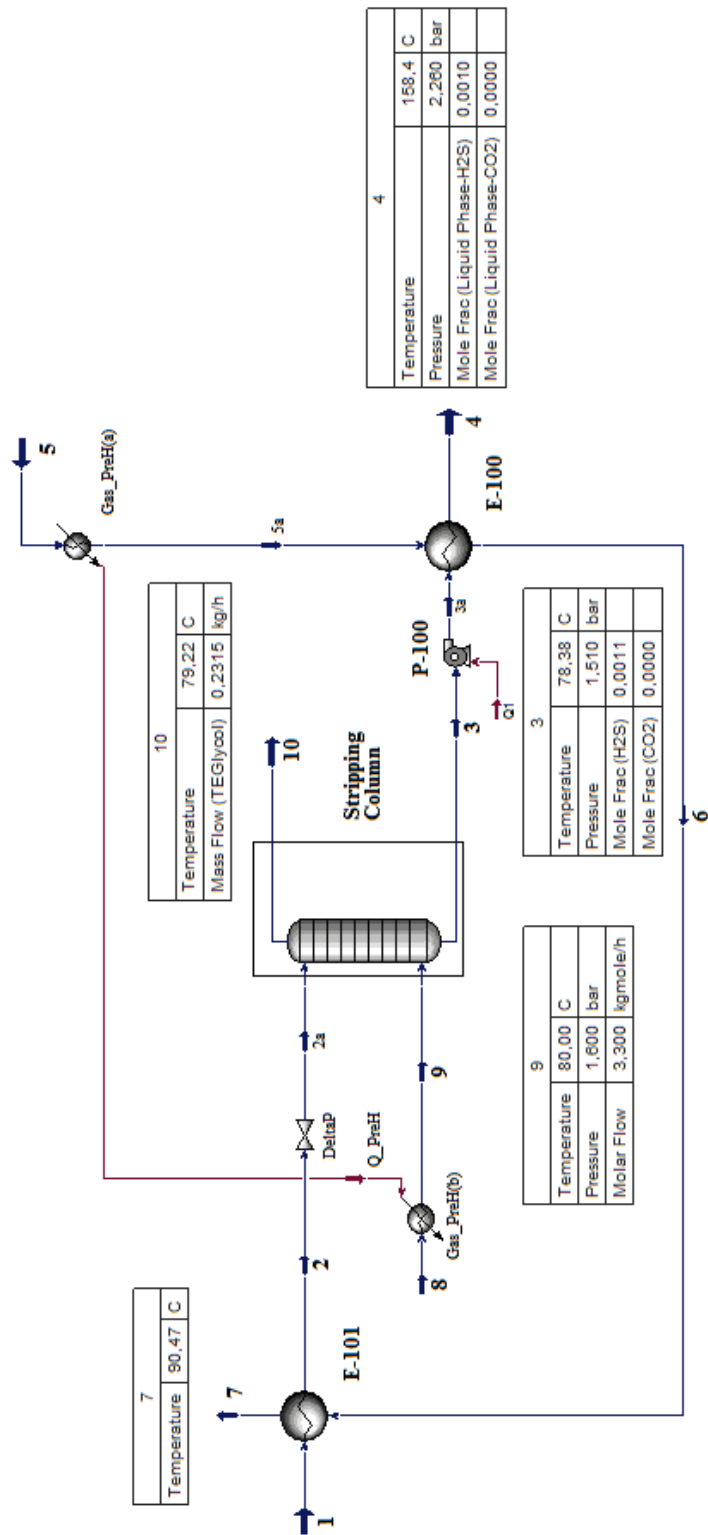 5
Gas_PreH(a)
4
Temperature 158,4 C
Pressure 2,260 bar
Mole Frac (Liquid Phase-H2S) 0,0010
Mole Frac (Liquid Phase-CO2) 0,0000
10
Temperature 79,22 C
Mass Flow (TEGlycol) 0,2315 kg/h
5a
10
Stripping
Column
P-100
3a
4
E-100
7
Temperature 90,47 C
7
1
E-101
2
DeltaP
2a
Q_PreH
8
Gas_PreH(b)
9
3
Q1
9
Temperature 80,00 C
Pressure 1,600 bar
Molar Flow 3,300 kgmole/h
3
Temperature 78,38 C
Pressure 1,510 bar
Mole Frac (H2S) 0,0011
Mole Frac (CO2) 0,0000
6